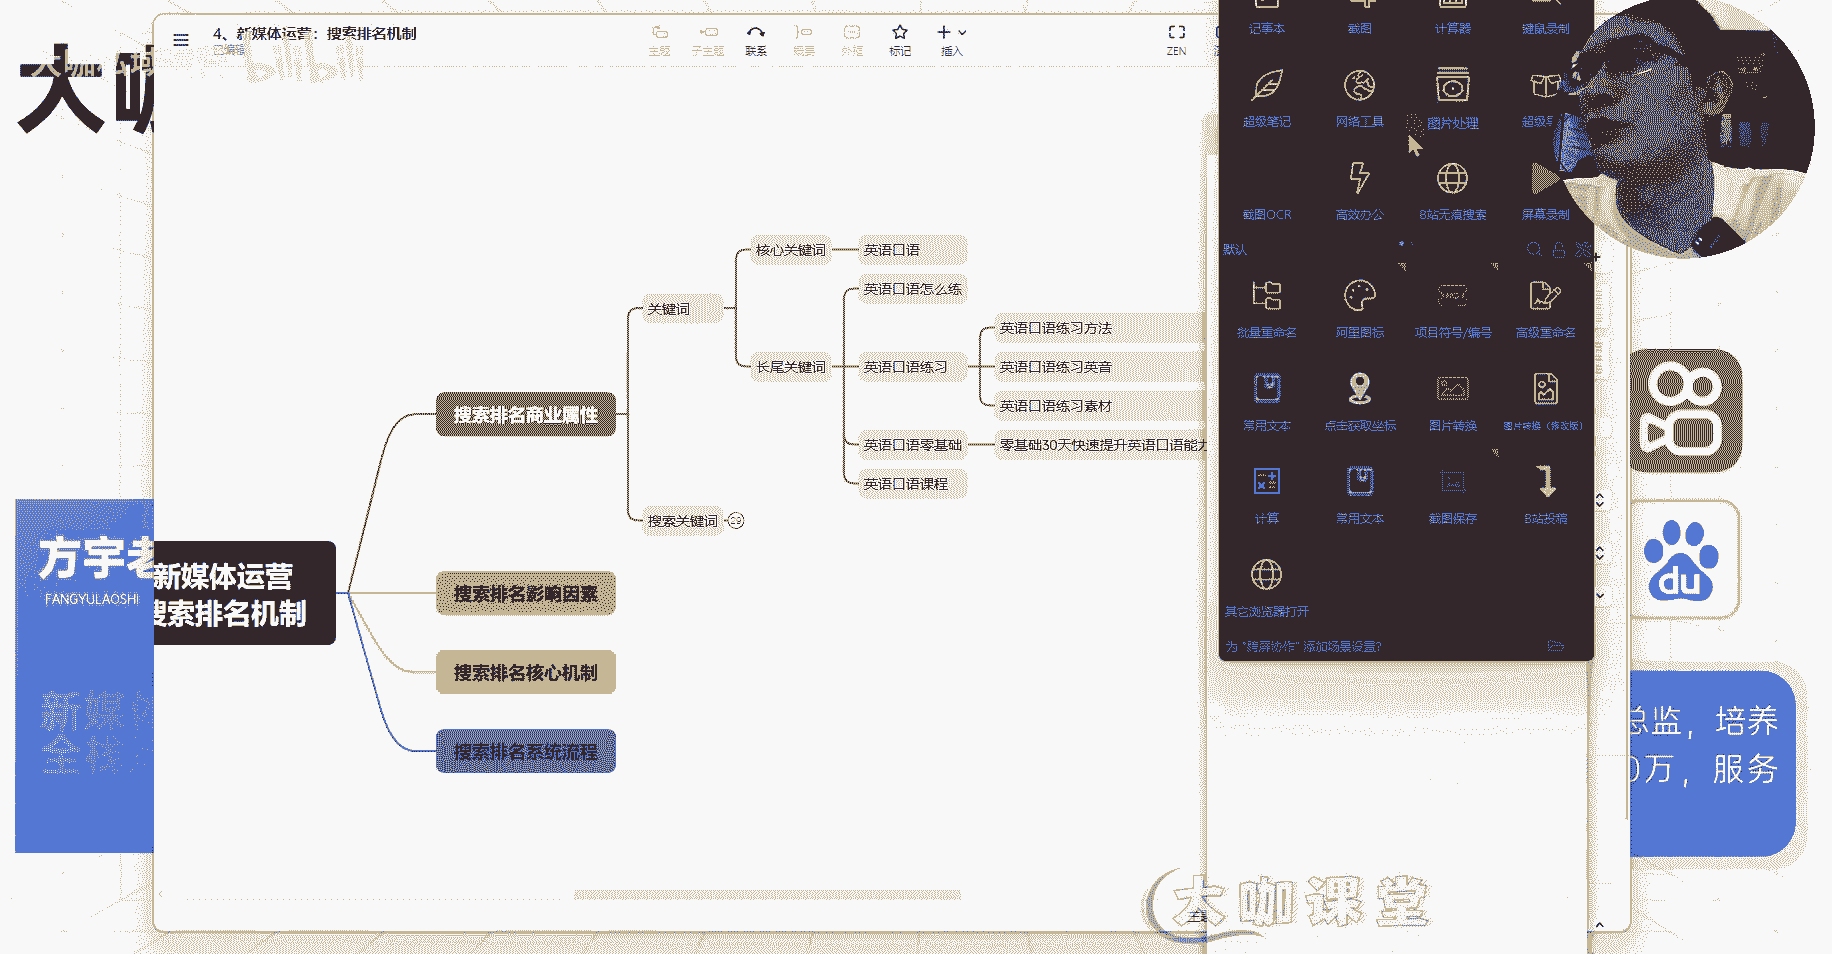 4、新媒体运营：搜索排名机制
已编辑
主题
子主题
联系
概要
外框
标记
插入
ZEN
bilibili
方宇老
FANGYULAOSHI
新媒体运营
搜索排名机制
搜索排名商业属性
关键词
核心关键词
英语口语
长尾关键词
英语口语怎么练
英语口语练习
英语口语练习方法
英语口语练习英音
英语口语练习素材
英语口语零基础
零基础30天快速提升英语口语能力
英语口语课程
搜索关键词
29
搜索排名影响因素
搜索排名核心机制
搜索排名系统流程
记事本
截图
计算器
键鼠录制
超级笔记
网络工具
图片处理
超级
截图OCR
高效办公
B站无痕搜索
屏幕录制
默认
批量重命名
阿里图标
项目符号/编号
高级重命名
常用文本
点击获取坐标
图片转换
图片转换（修改版）
计算
常用文本
截图保存
B站投稿
其它浏览器打开
为 "跨屏协作" 添加场景设置?
du
总监，培养
0万，服务
大咖课堂